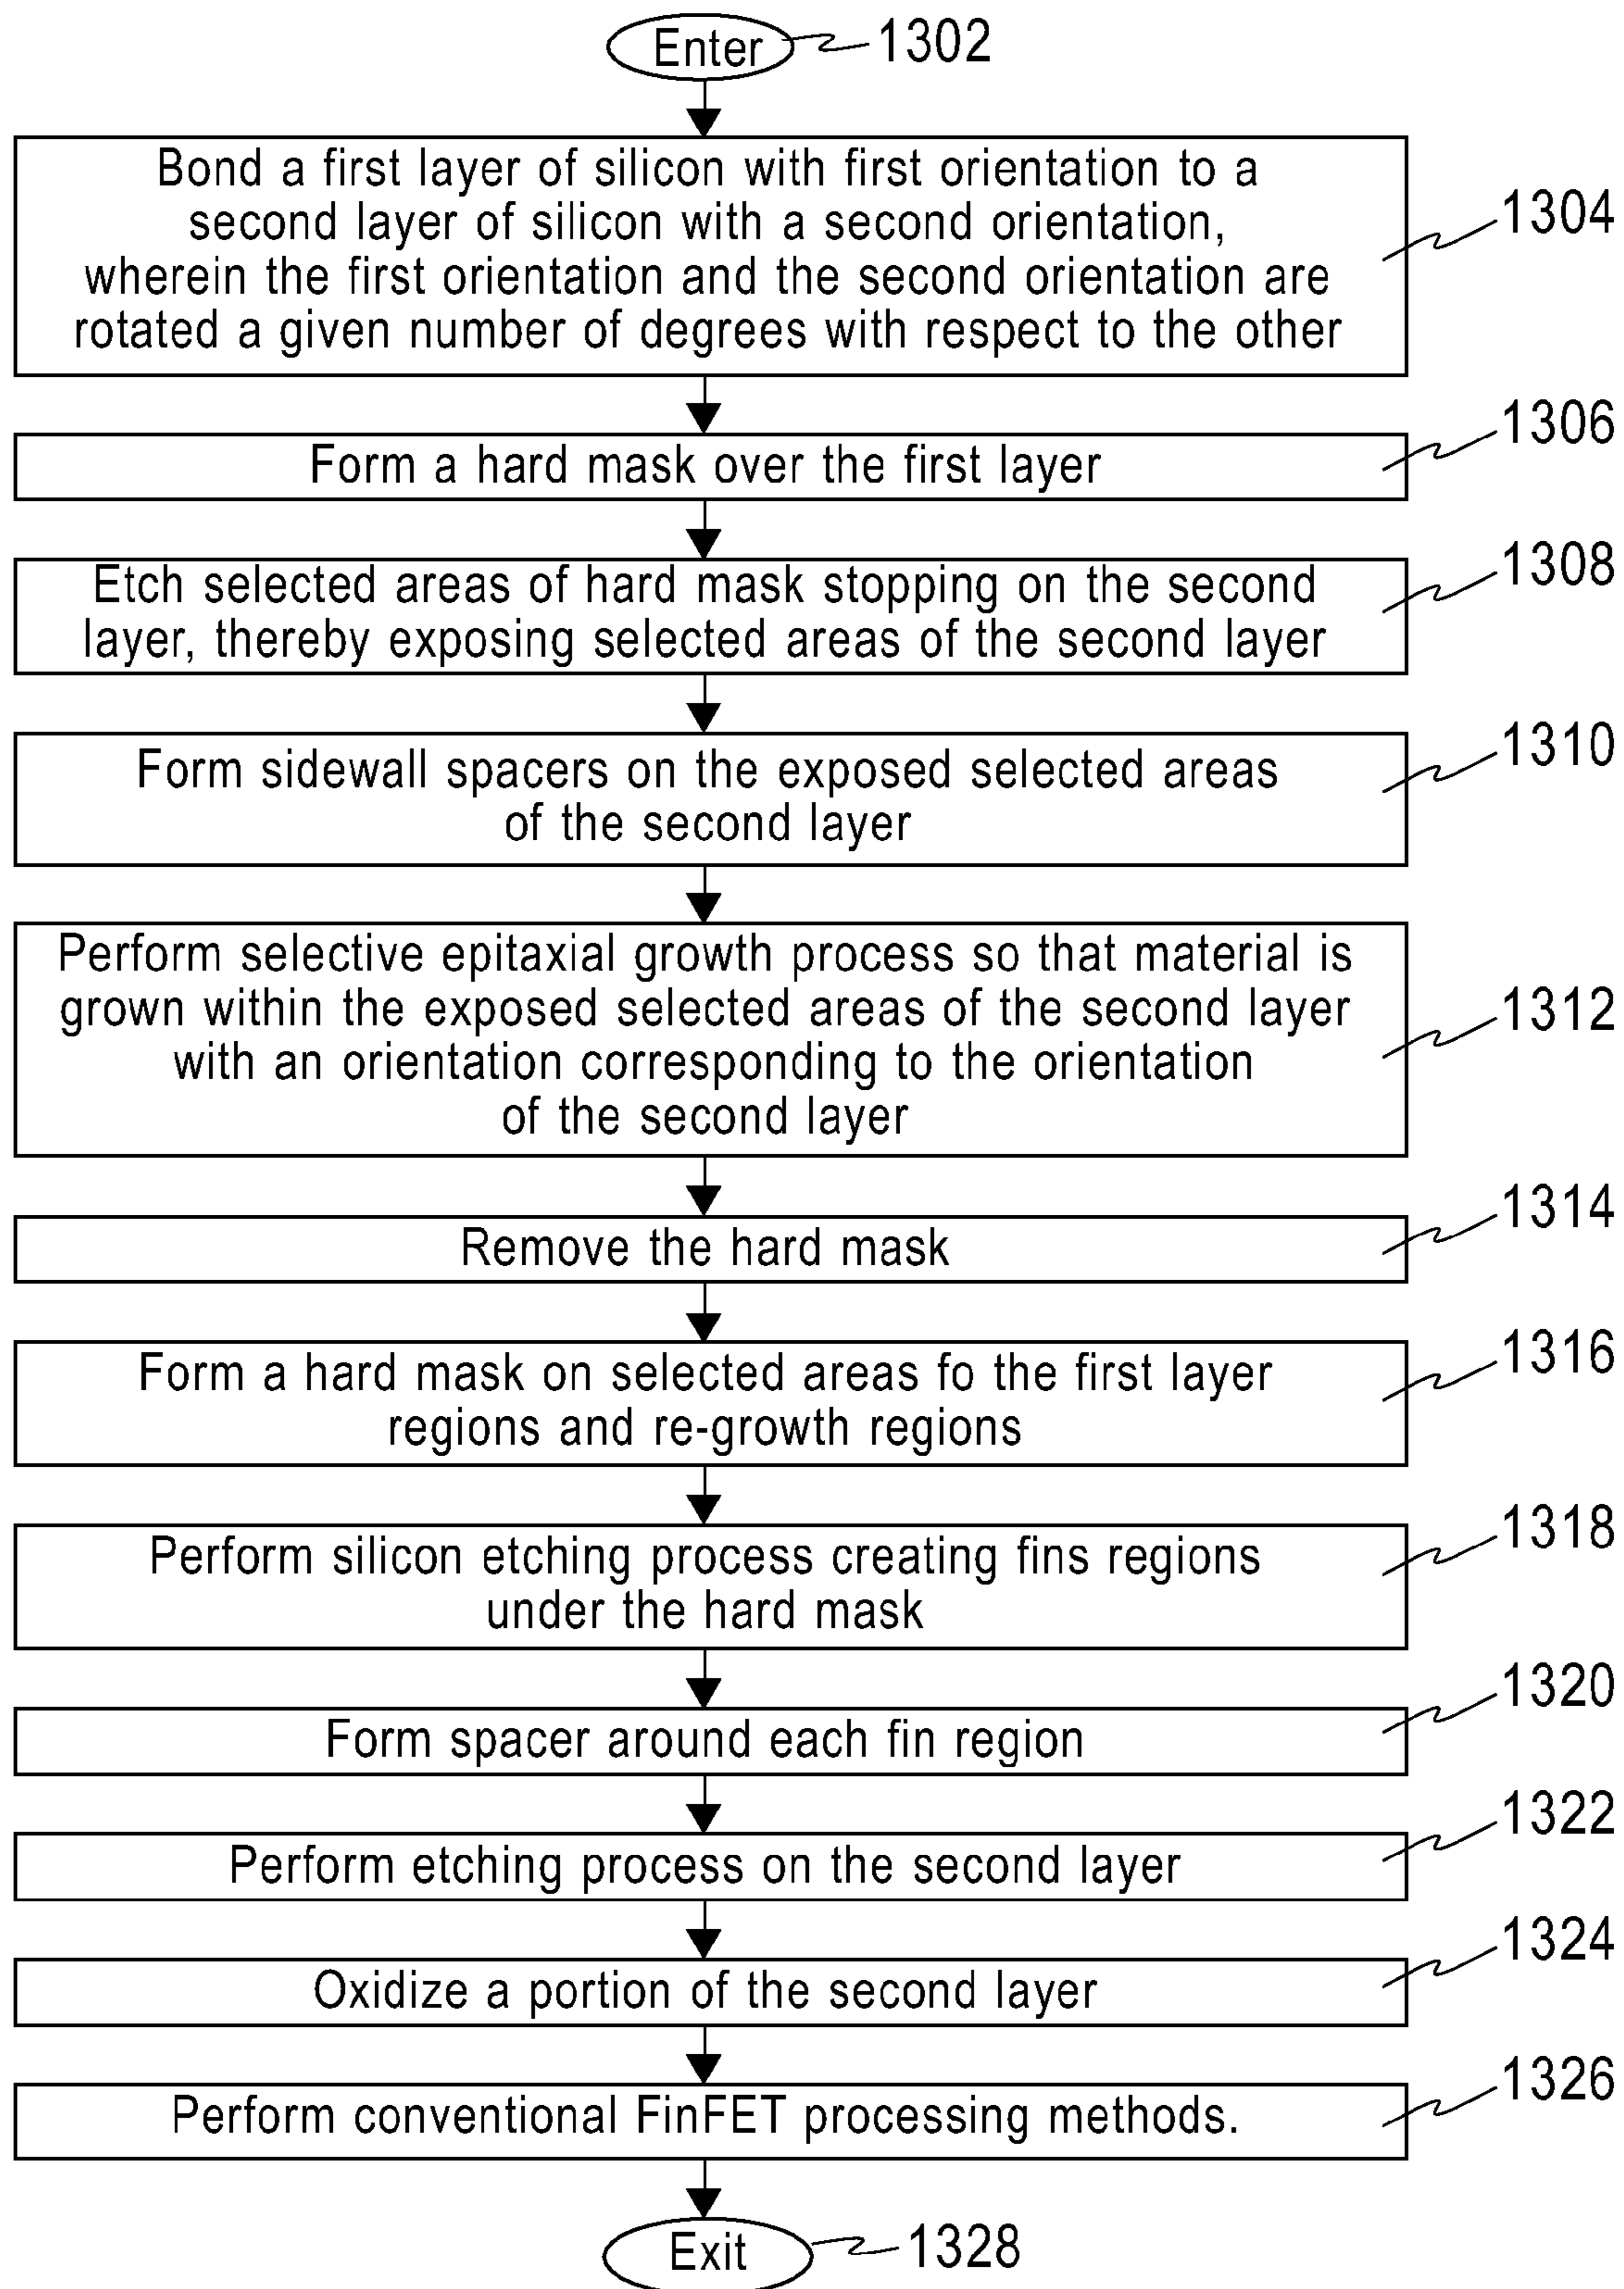 Enter
1302
Bond a first layer of silicon with first orientation to a
second layer of silicon with a second orientation,
wherein the first orientation and the second orientation are
rotated a given number of degrees with respect to the other
1304
Form a hard mask over the first layer
1306
Etch selected areas of hard mask stopping on the second
layer, thereby exposing selected areas of the second layer
1308
Form sidewall spacers on the exposed selected areas
of the second layer
1310
Perform selective epitaxial growth process so that material is
grown within the exposed selected areas of the second layer
with an orientation corresponding to the orientation
of the second layer
1312
Remove the hard mask
1314
Form a hard mask on selected areas fo the first layer
regions and re-growth regions
1316
Perform silicon etching process creating fins regions
under the hard mask
1318
Form spacer around each fin region
1320
Perform etching process on the second layer
1322
Oxidize a portion of the second layer
1324
Perform conventional FinFET processing methods.
1326
Exit
1328